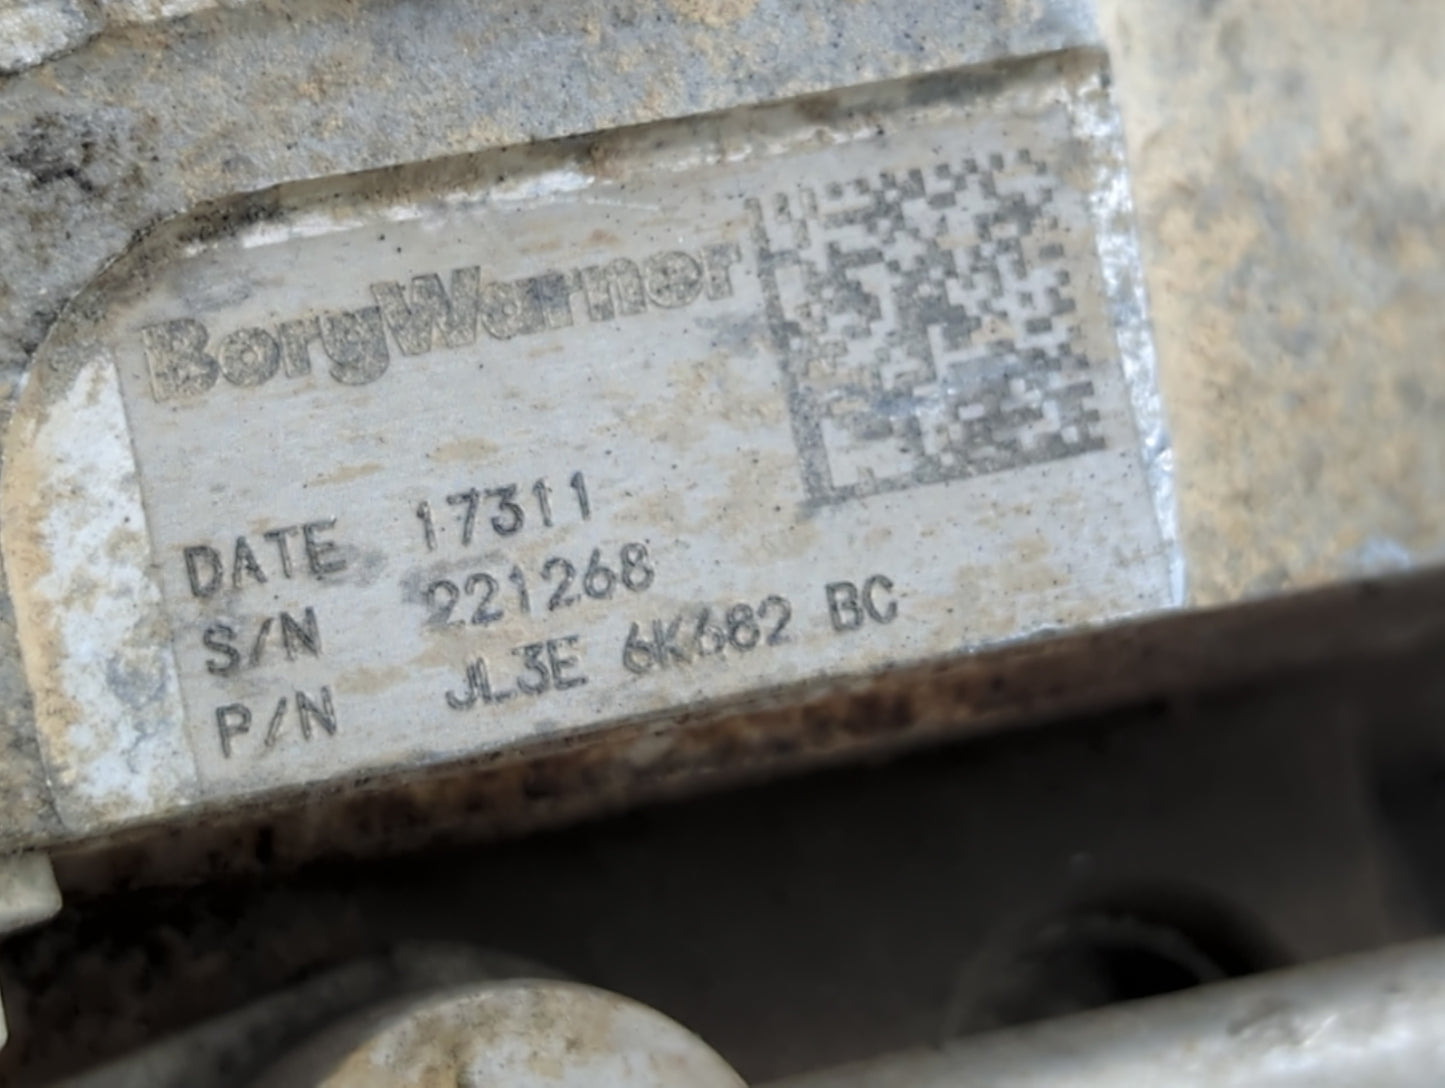 BorgWarner
DATE 17311
S/N 221268
P/N JL3E 6K682 BC